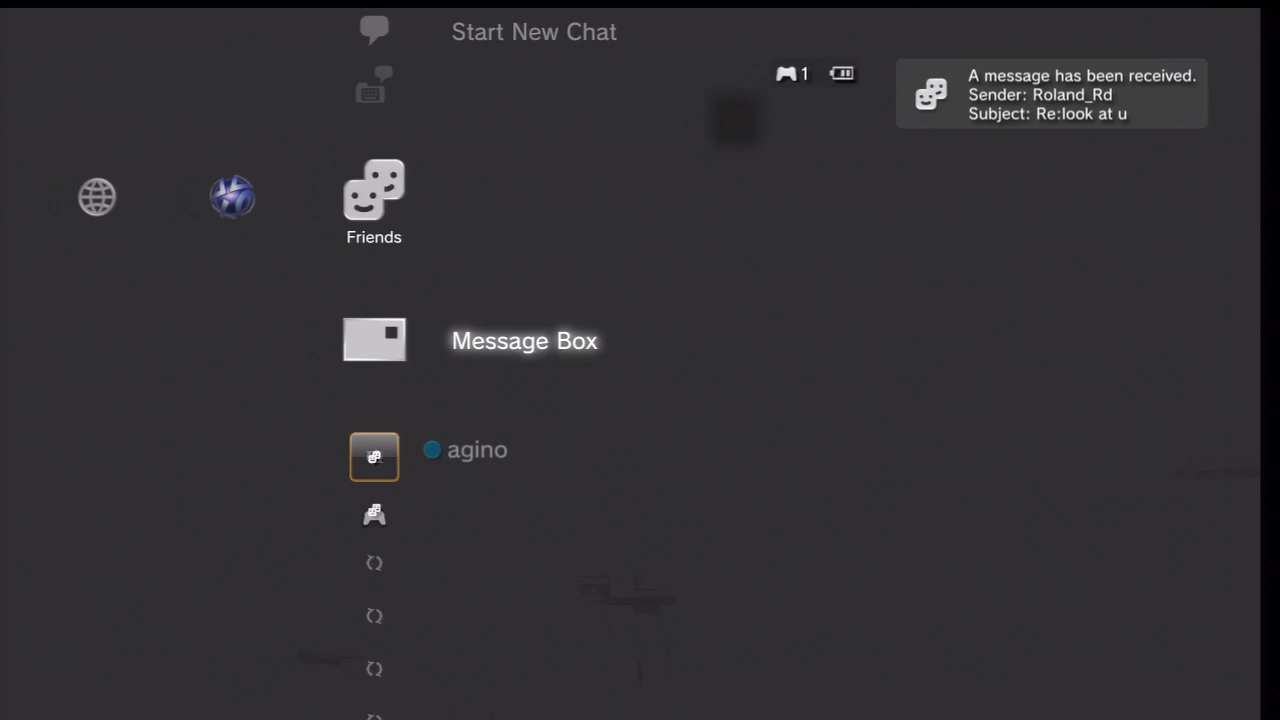 Start New Chat
1
A message has been received.
Sender: Roland_Rd
Subject: Re:look at u
Friends
Message Box
agino